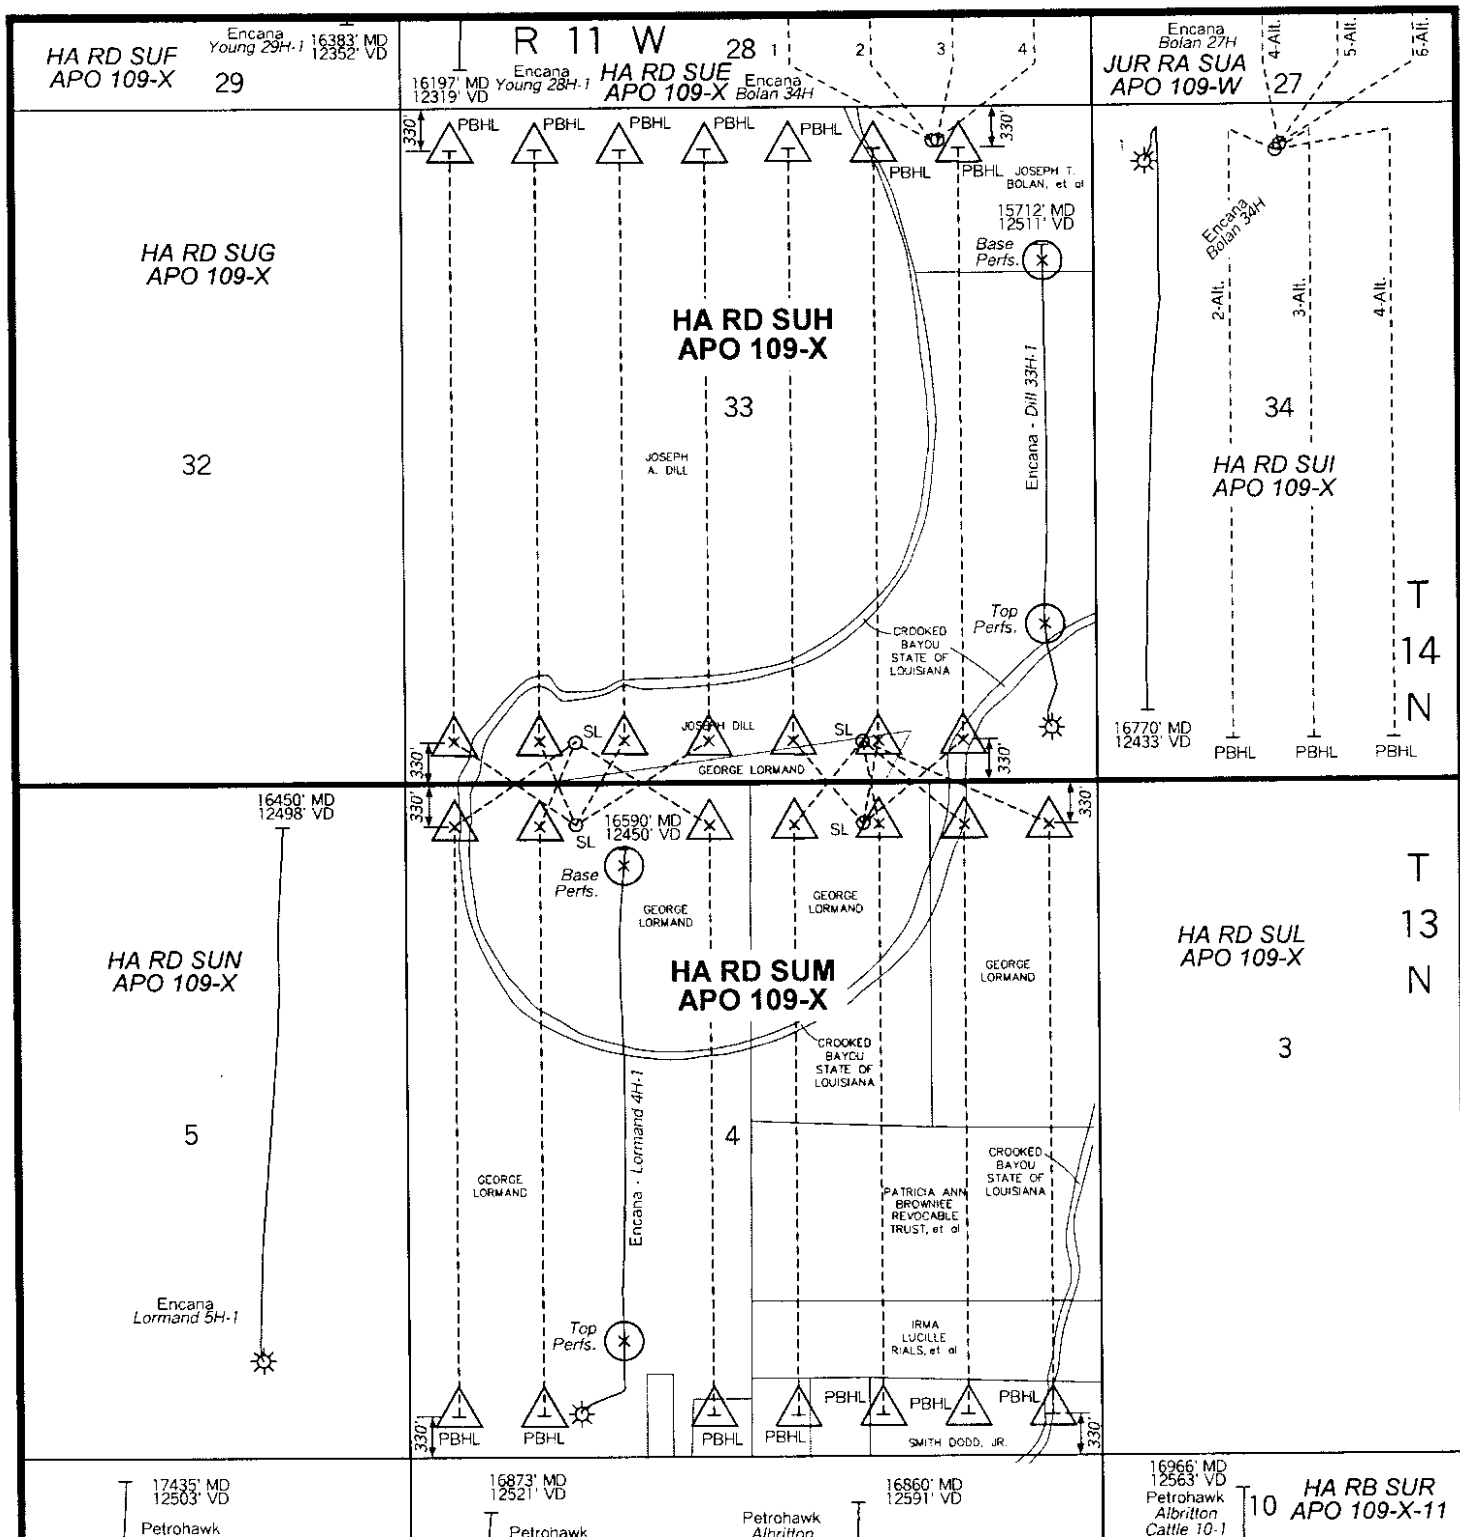 HA RD SUF
APO 109-X
29
Encana
Young 29H-1
16383' MD
12352' VD
R 11 W
28
16197' MD
12319' VD
Encana
Young 28H-1
HA RD SUE
APO 109-X
Encana
Bolan 34H
1
2
3
4
Encana
Bolan 27H
JUR RA SUA
APO 109-W
27
4-Alt.
5-Alt.
6-Alt.
330'
PBHL
PBHL
PBHL
PBHL
PBHL
PBHL
PBHL
330'
JOSEPH T.
BOLAN, et al
15712' MD
12511' VD
Base
Perfs.
Encana
Bolan 34H
HA RD SUG
APO 109-X
32
HA RD SUH
APO 109-X
33
JOSEPH
A. DILL
Encana - Dill 33H-1
2-Alt.
3-Alt.
4-Alt.
34
HA RD SUI
APO 109-X
T
14
N
Top
Perfs.
CROOKED
BAYOU
STATE OF
LOUISIANA
16770' MD
12433' VD
PBHL
PBHL
PBHL
SL
JOSEPH DILL
SL
GEORGE LORMAND
330'
330'
16450' MD
12498' VD
330'
330'
SL
16590' MD
12450' VD
SL
Base
Perfs.
GEORGE
LORMAND
GEORGE
LORMAND
GEORGE
LORMAND
T
13
N
HA RD SUN
APO 109-X
5
HA RD SUM
APO 109-X
HA RD SUL
APO 109-X
3
CROOKED
BAYOU
STATE OF
LOUISIANA
Encana - Lormand 4H-1
4
GEORGE
LORMAND
CROOKED
BAYOU
STATE OF
LOUISIANA
PATRICIA ANN
BROWNIEE
REVOCABLE
TRUST, et al
Encana
Lormand 5H-1
Top
Perfs.
IRMA
LUCILLE
RIALS, et al
330'
PBHL
PBHL
PBHL
PBHL
PBHL
PBHL
PBHL
330'
SMITH DODD, JR.
17435' MD
12503' VD
Petrohawk
16873' MD
12521' VD
Petrohawk
Petrohawk
Albritton
16860' MD
12591' VD
16966' MD
12563' VD
Petrohawk
Albritton
Cattle 10-1
10
HA RB SUR
APO 109-X-11